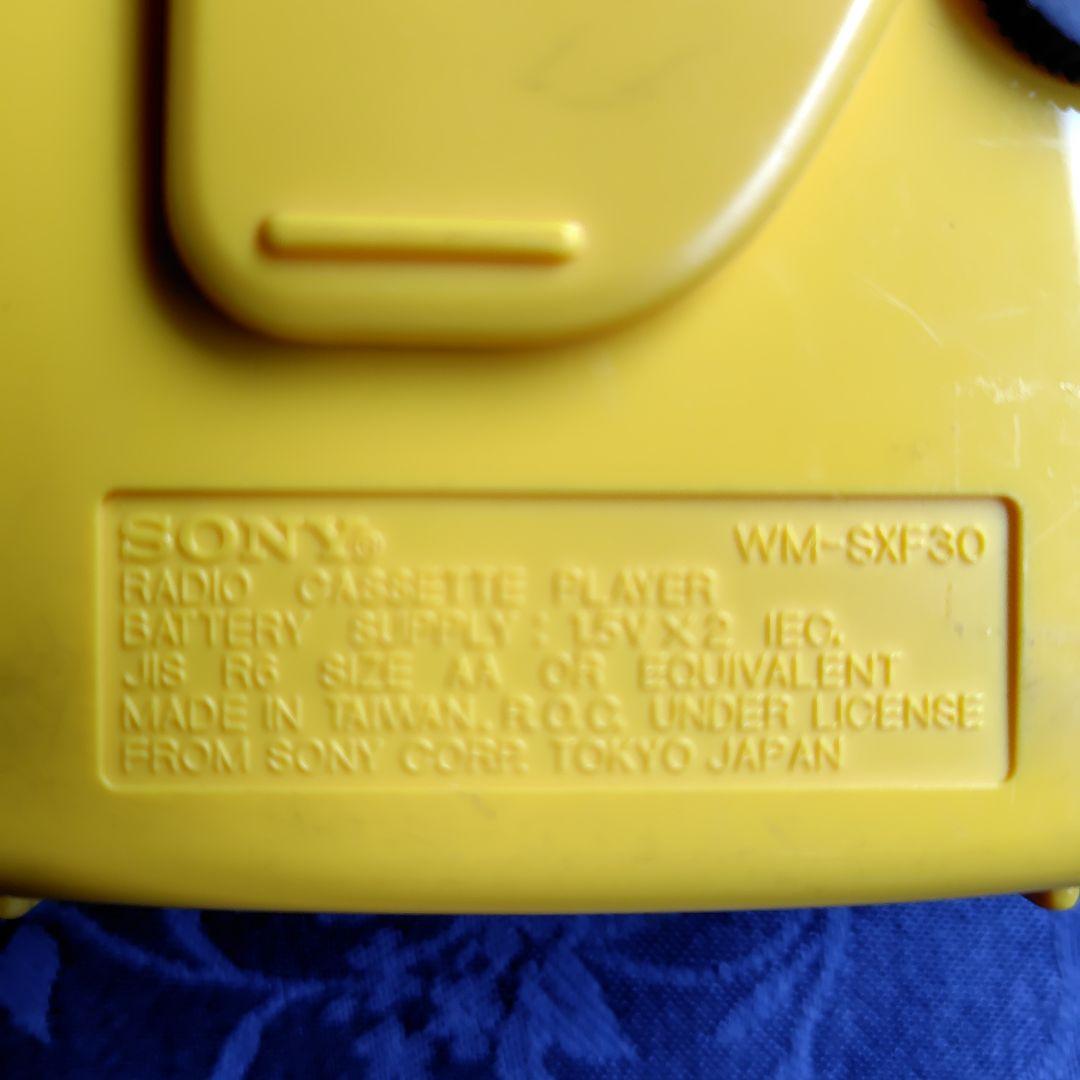 SONY® WM-SXF30
RADIO CASSETTE PLAYER
BATTERY SUPPLY : 1.5V X 2 IEC.
JIS R6 SIZE AA OR EQUIVALENT
MADE IN TAIWAN. R.O.C. UNDER LICENSE
FROM SONY CORP. TOKYO JAPAN